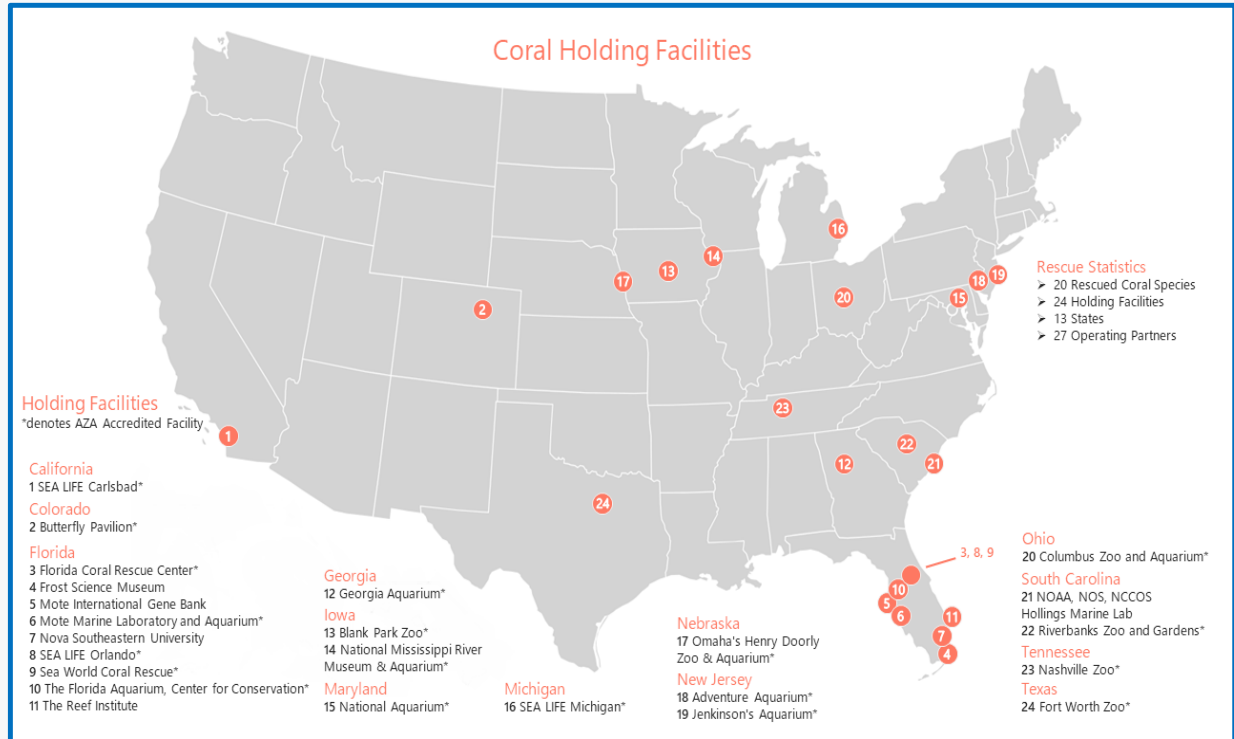 Coral Holding Facilities
16
14
13
17
19
18
20
15
2
Rescue Statistics
➢ 20 Rescued Coral Species
➢ 24 Holding Facilities
➢ 13 States
➢ 27 Operating Partners
23
1
22
12
21
24
3, 8, 9
10
5
6
11
7
4
Holding Facilities
*denotes AZA Accredited Facility
California
1 SEA LIFE Carlsbad*
Colorado
2 Butterfly Pavilion*
Florida
3 Florida Coral Rescue Center*
4 Frost Science Museum
5 Mote International Gene Bank
6 Mote Marine Laboratory and Aquarium*
7 Nova Southeastern University
8 SEA LIFE Orlando*
9 Sea World Coral Rescue*
10 The Florida Aquarium, Center for Conservation*
11 The Reef Institute
Georgia
12 Georgia Aquarium*
Iowa
13 Blank Park Zoo*
14 National Mississippi River
Museum & Aquarium*
Maryland
15 National Aquarium*
Michigan
16 SEA LIFE Michigan*
Nebraska
17 Omaha's Henry Doorly
Zoo & Aquarium*
New Jersey
18 Adventure Aquarium*
19 Jenkinson's Aquarium*
Ohio
20 Columbus Zoo and Aquarium*
South Carolina
21 NOAA, NOS, NCCOS
Hollings Marine Lab
22 Riverbanks Zoo and Gardens*
Tennessee
23 Nashville Zoo*
Texas
24 Fort Worth Zoo*